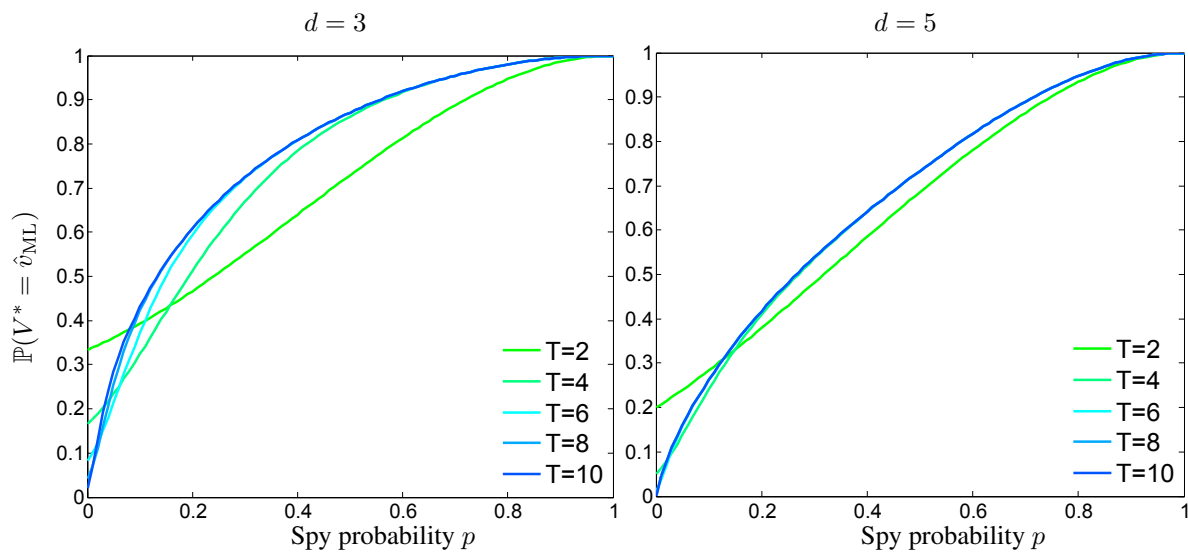 d = 3
d = 5
ℙ(V* = v̂_ML)
1
0.9
0.8
0.7
0.6
0.5
0.4
0.3
0.2
0.1
0
0 0.2 0.4 0.6 0.8 1
Spy probability p
T=2
T=4
T=6
T=8
T=10
1
0.9
0.8
0.7
0.6
0.5
0.4
0.3
0.2
0.1
0
0 0.2 0.4 0.6 0.8 1
Spy probability p
T=2
T=4
T=6
T=8
T=10